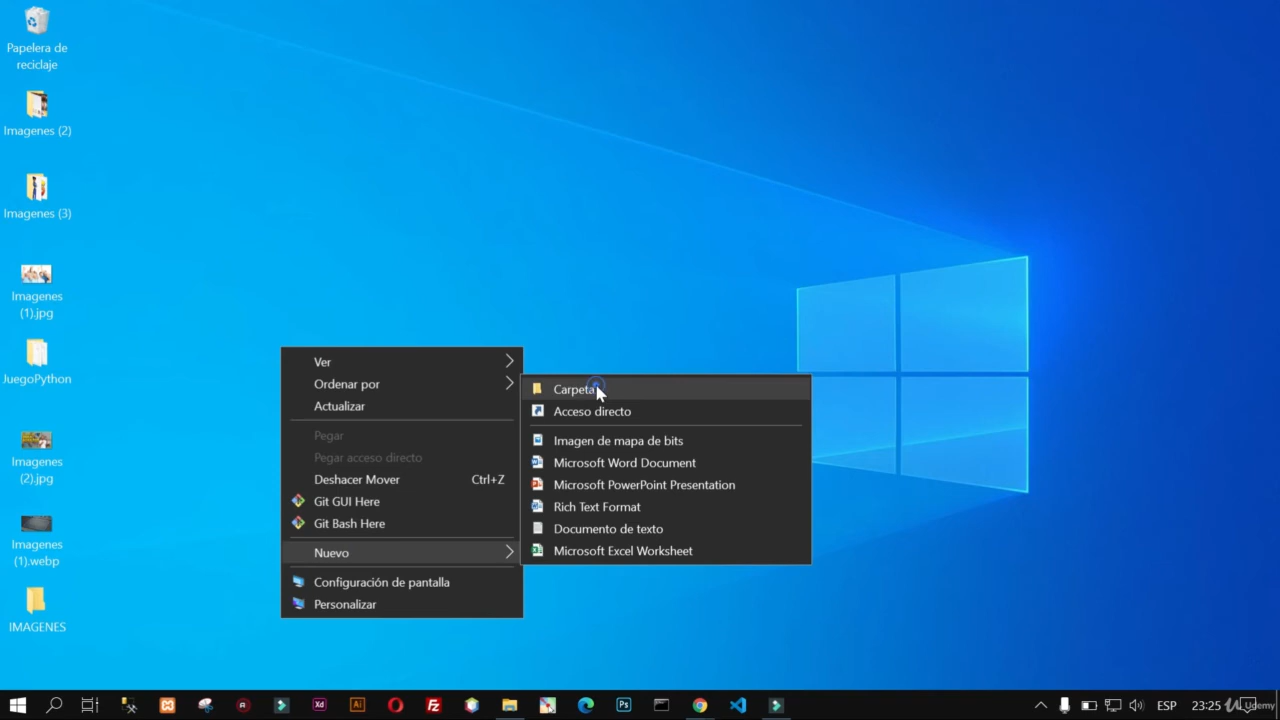 Papelera de
reciclaje
Imagenes (2)
Imagenes (3)
Imagenes
(1).jpg
JuegoPython
Imagenes
(2).jpg
Imagenes
(1).webp
IMAGENES
Ver
Ordenar por
Actualizar
Pegar
Pegar acceso directo
Deshacer Mover Ctrl+Z
Git GUI Here
Git Bash Here
Nuevo
Configuración de pantalla
Personalizar
Carpeta
Acceso directo
Imagen de mapa de bits
Microsoft Word Document
Microsoft PowerPoint Presentation
Rich Text Format
Documento de texto
Microsoft Excel Worksheet
Xd
Ai
Ps
ESP
23:25
Udemy